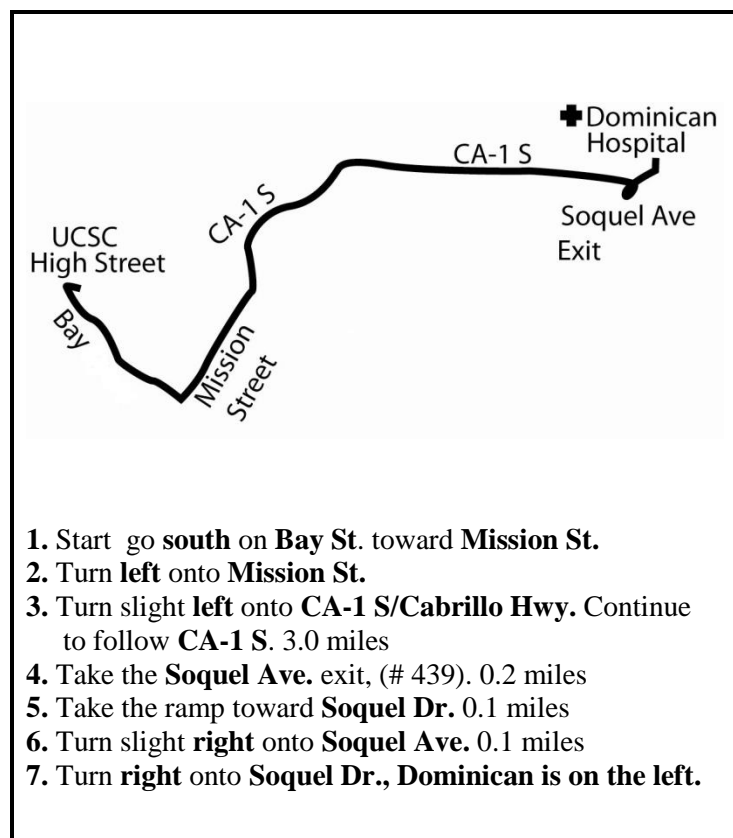 Dominican
Hospital
CA-1 S
CA-1 S
Soquel Ave
Exit
UCSC
High Street
Bay
Mission
Street
1. Start go south on Bay St. toward Mission St.
2. Turn left onto Mission St.
3. Turn slight left onto CA-1 S/Cabrillo Hwy. Continue
to follow CA-1 S. 3.0 miles
4. Take the Soquel Ave. exit, (# 439). 0.2 miles
5. Take the ramp toward Soquel Dr. 0.1 miles
6. Turn slight right onto Soquel Ave. 0.1 miles
7. Turn right onto Soquel Dr., Dominican is on the left.